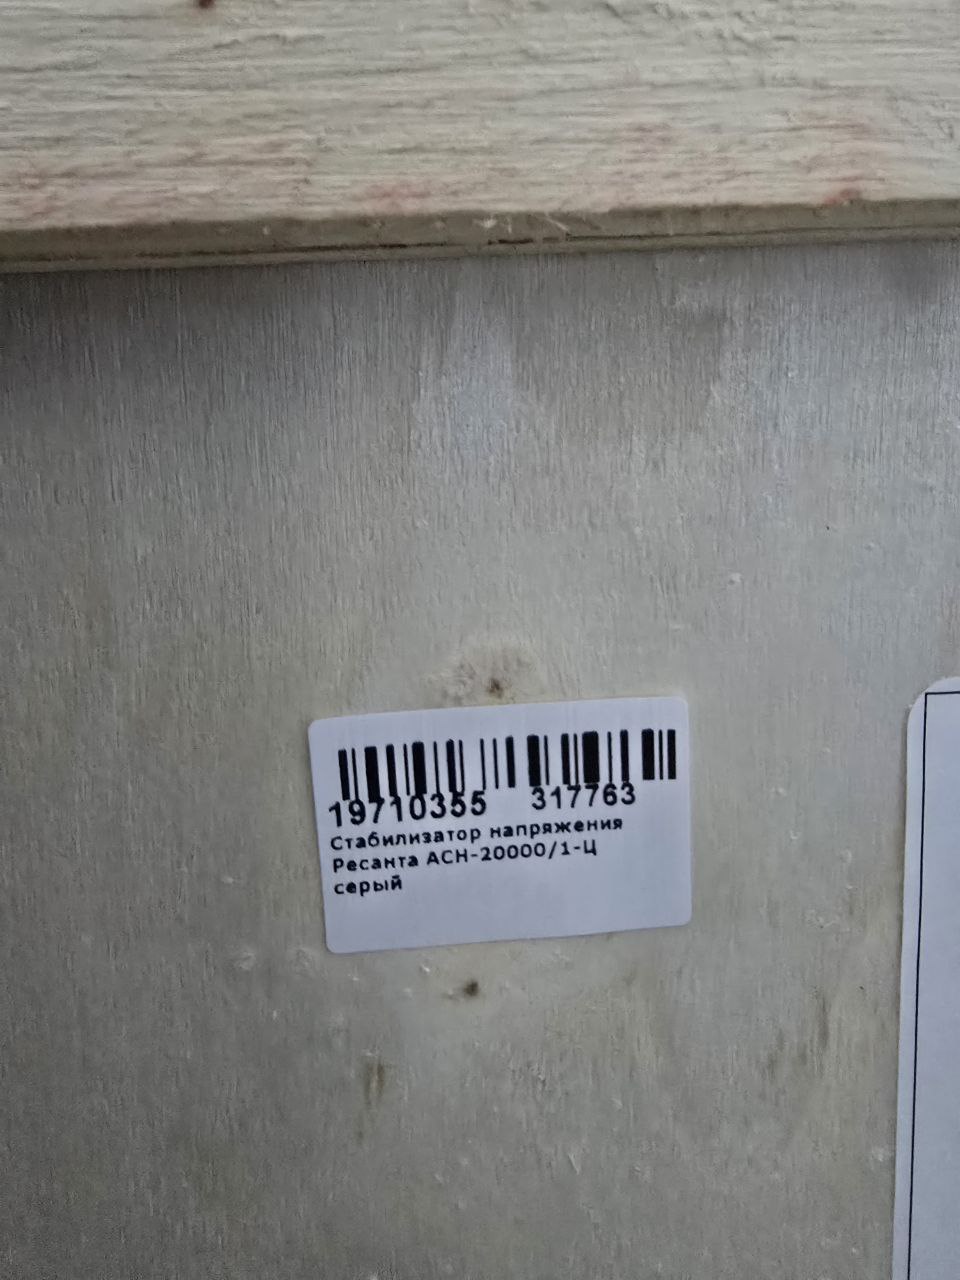 19710355 317763
Стабилизатор напряжения
Ресанта АСН-20000/1-Ц
серый